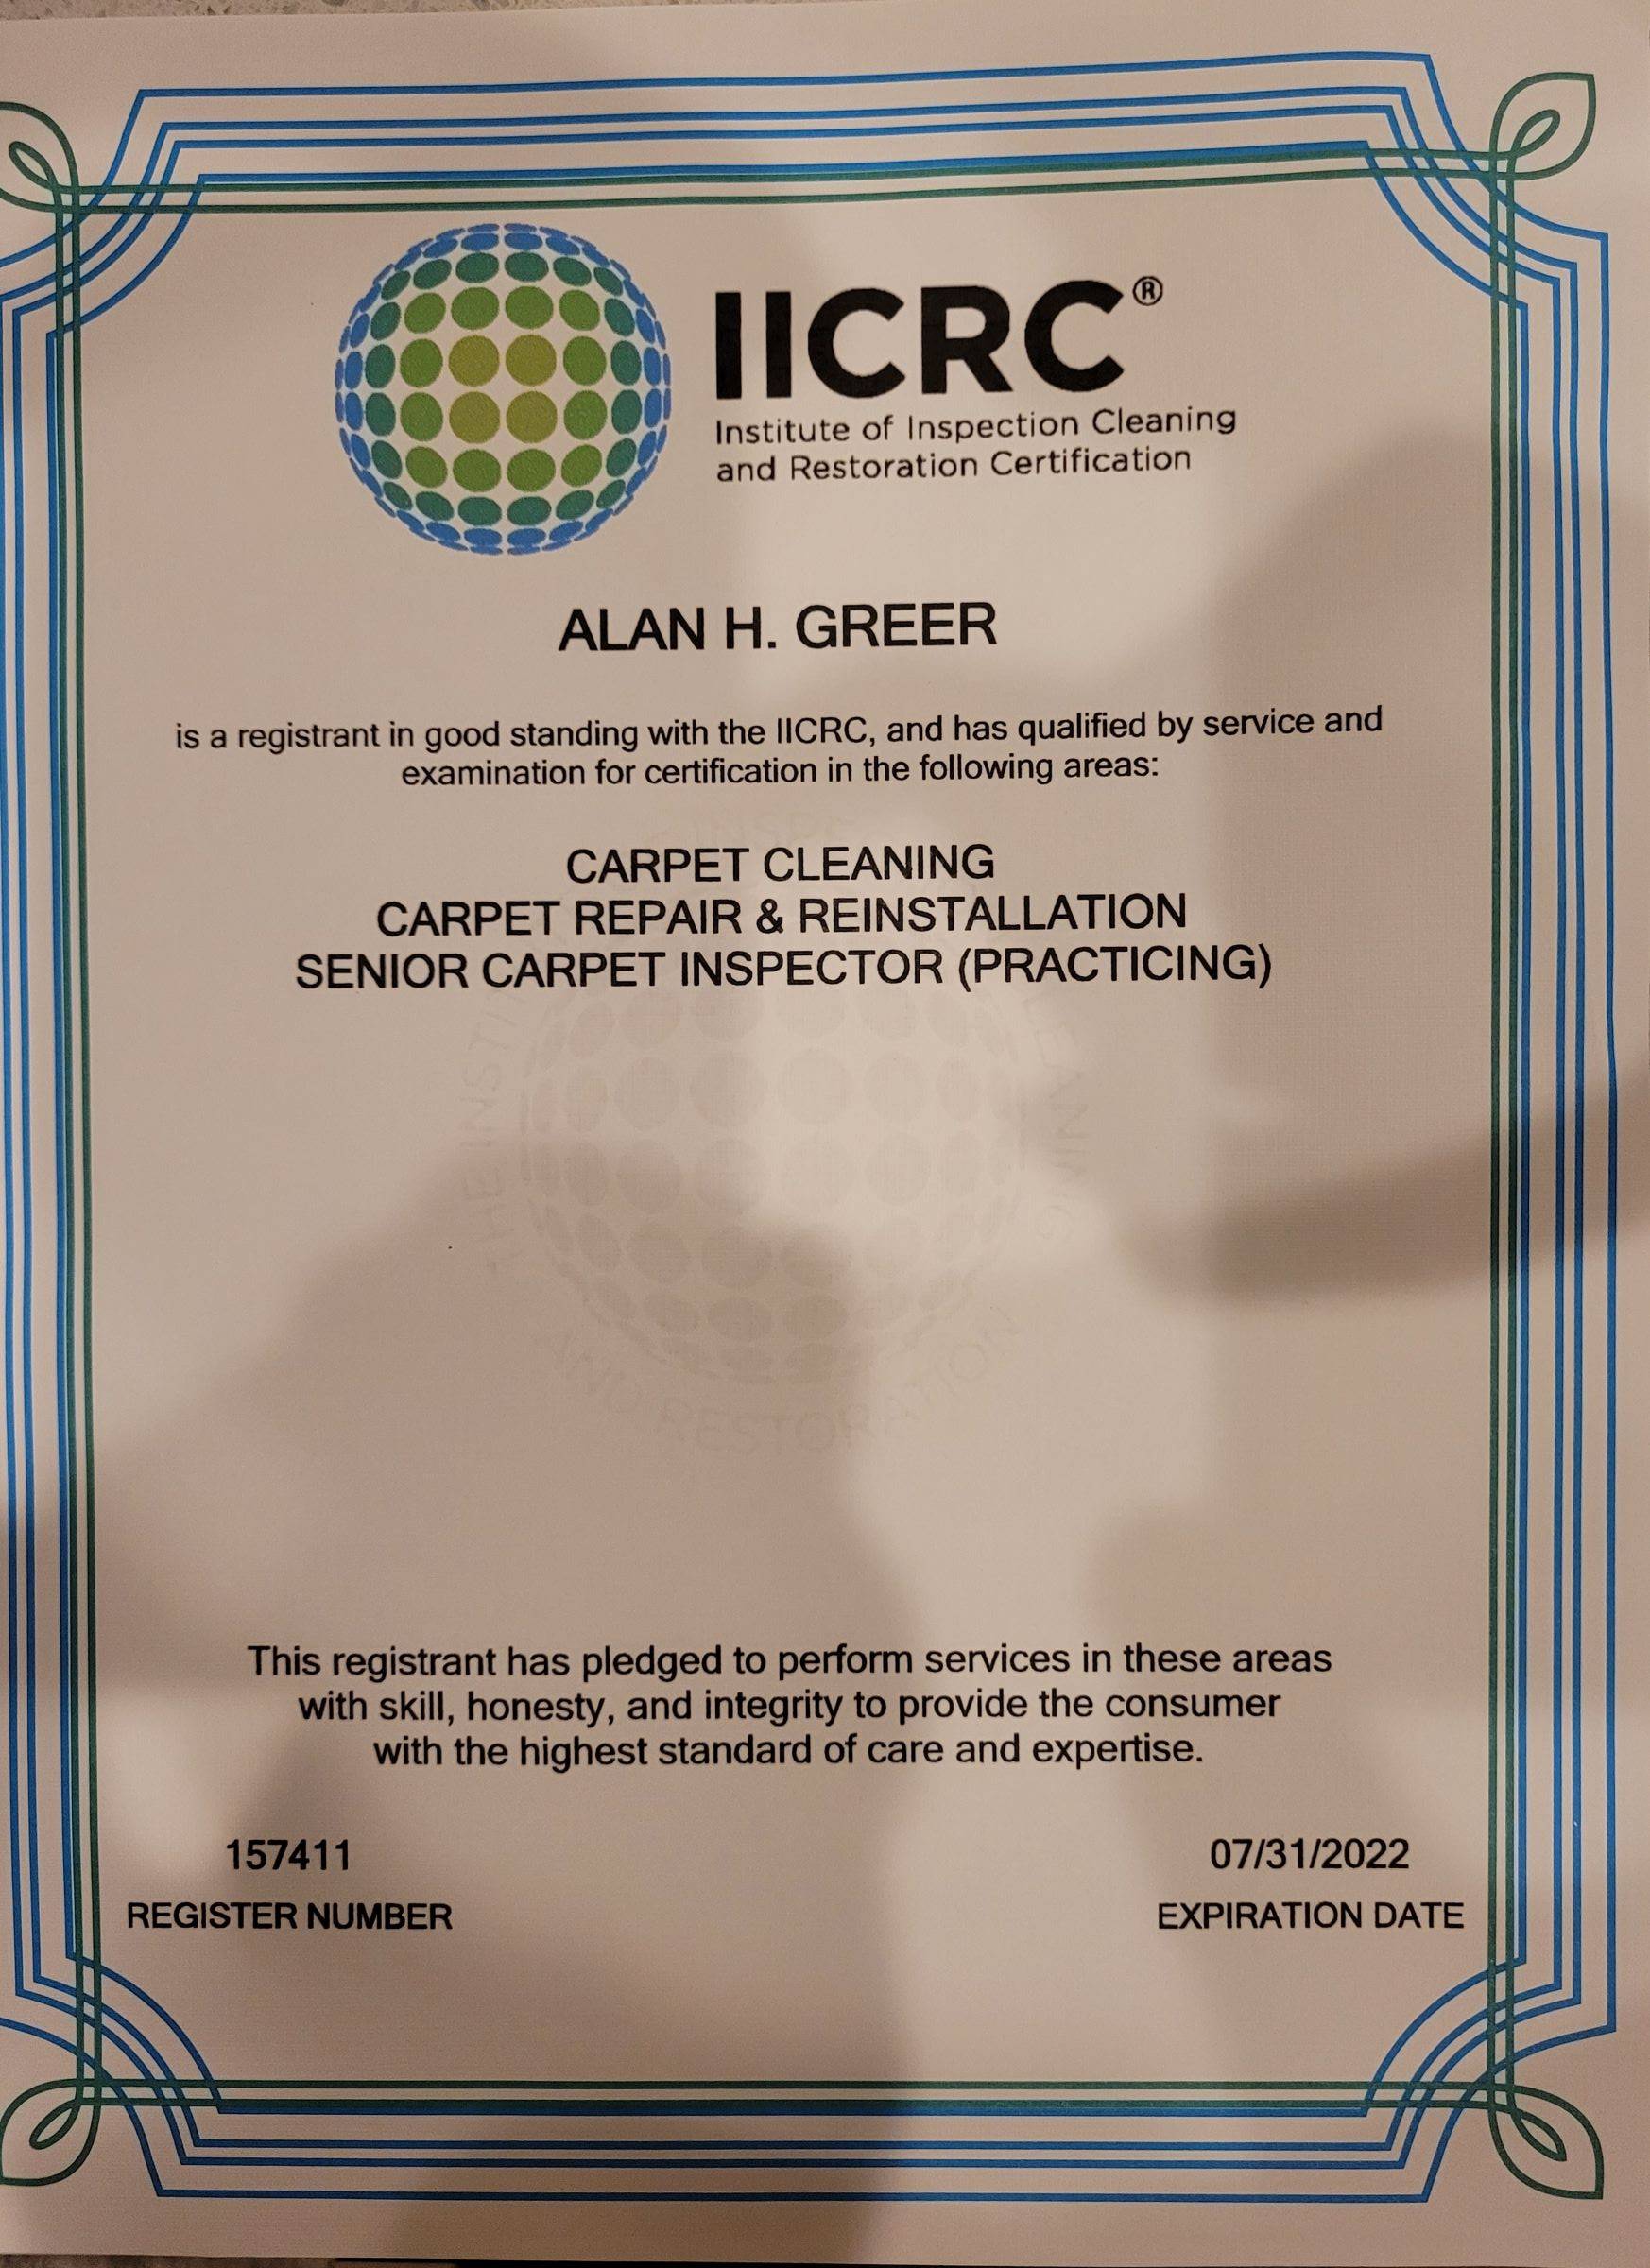 IICRC®
Institute of Inspection Cleaning
and Restoration Certification
ALAN H. GREER
is a registrant in good standing with the IICRC, and has qualified by service and
examination for certification in the following areas:
CARPET CLEANING
CARPET REPAIR & REINSTALLATION
SENIOR CARPET INSPECTOR (PRACTICING)
AND RESTORATION
This registrant has pledged to perform services in these areas
with skill, honesty, and integrity to provide the consumer
with the highest standard of care and expertise.
157411
REGISTER NUMBER
07/31/2022
EXPIRATION DATE